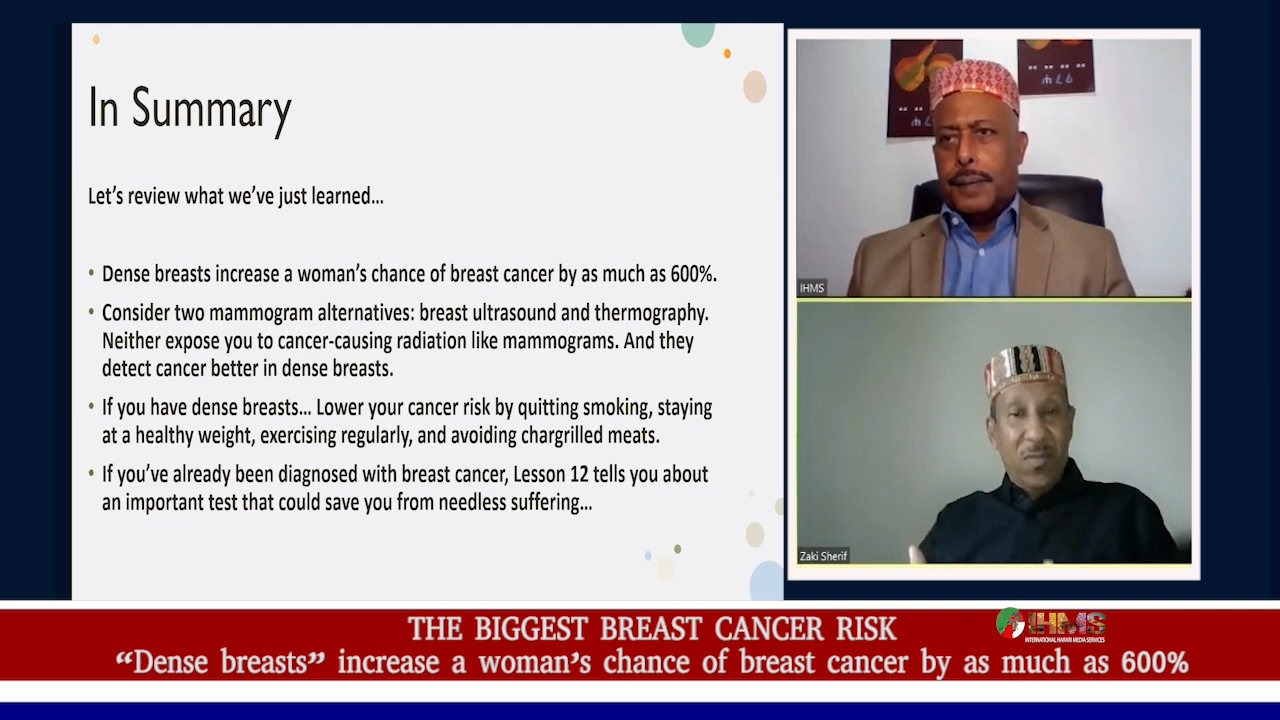 In Summary
Let’s review what we’ve just learned...
• Dense breasts increase a woman’s chance of breast cancer by as much as 600%.
• Consider two mammogram alternatives: breast ultrasound and thermography.
Neither expose you to cancer-causing radiation like mammograms. And they
detect cancer better in dense breasts.
• If you have dense breasts... Lower your cancer risk by quitting smoking, staying
at a healthy weight, exercising regularly, and avoiding chargrilled meats.
• If you’ve already been diagnosed with breast cancer, Lesson 12 tells you about
an important test that could save you from needless suffering...
ሐረሪ
IHMS
Zaki Sherif
THE BIGGEST BREAST CANCER RISK
IHMS
INTERNATIONAL HARARI MEDIA SERVICES
“Dense breasts” increase a woman’s chance of breast cancer by as much as 600%